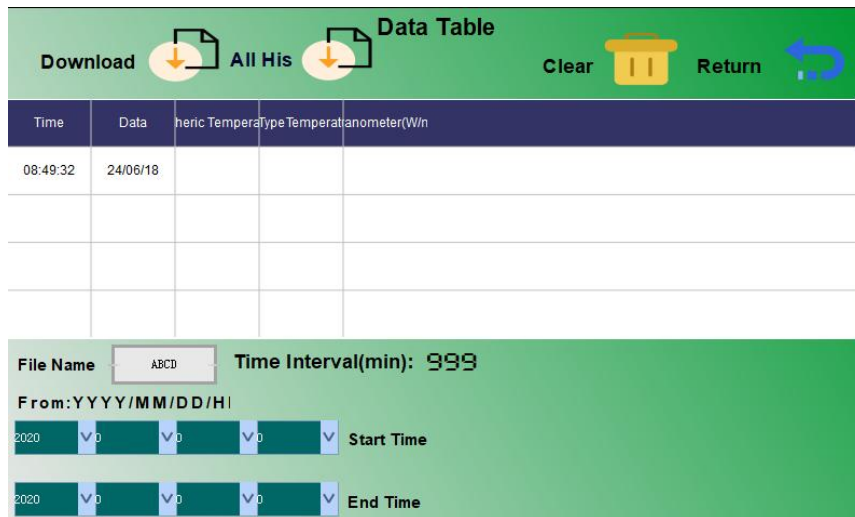 Data Table
Download All His Clear Return
Time Data heric Tempera Type Temperat anometer(W/n
08:49:32 24/06/18
File Name ABCD Time Interval(min): 999
From:YYYY/MM/DD/H
2020 0 0 0 Start Time
2020 0 0 0 End Time